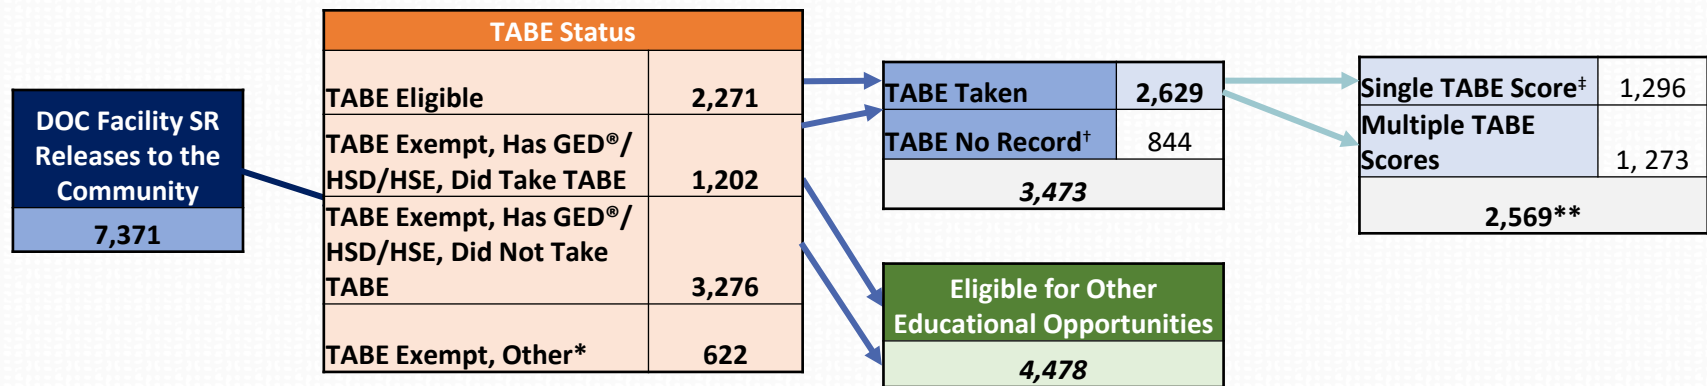 DOC Facility SR
Releases to the
Community
7,371
TABE Status
TABE Eligible 2,271
TABE Exempt, Has GED®/
HSD/HSE, Did Take TABE 1,202
TABE Exempt, Has GED®/
HSD/HSE, Did Not Take
TABE 3,276
TABE Exempt, Other* 622
TABE Taken 2,629
TABE No Record† 844
3,473
Eligible for Other
Educational Opportunities
4,478
Single TABE Score‡ 1,296
Multiple TABE
Scores 1, 273
2,569**